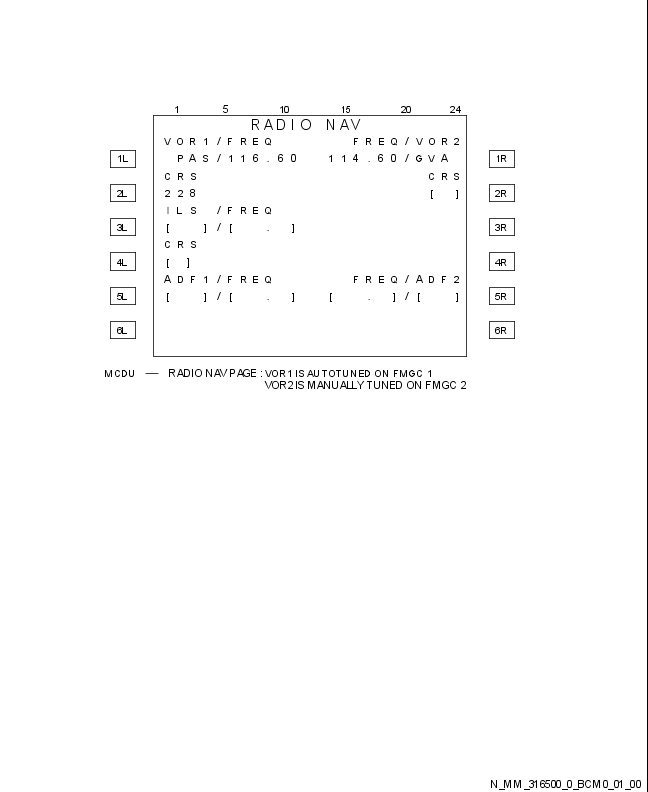 1 5 10 15 20 24
RADIO NAV
VOR1/FREQ FREQ/VOR2
1L PAS/116.60 114.60/GVA 1R
CRS CRS
2L 228 [ ] 2R
ILS /FREQ
3L [ ]/[ . ] 3R
CRS
4L [ ] 4R
ADF1/FREQ FREQ/ADF2
5L [ ]/[ . ] [ . ]/[ ] 5R
6L 6R
MCDU — RADIO NAV PAGE : VOR1 IS AUTOTUNED ON FMGC 1
VOR2 IS MANUALLY TUNED ON FMGC 2
N_MM_316500_0_BCM0_01_00